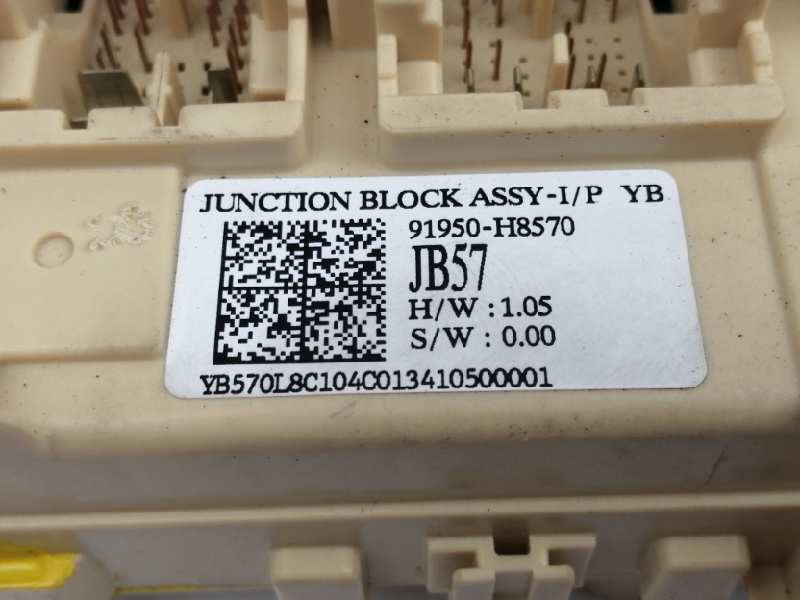 JUNCTION BLOCK ASSY-I/P YB
91950-H8570
JB57
H/W : 1.05
S/W : 0.00
YB570L8C104C013410500001